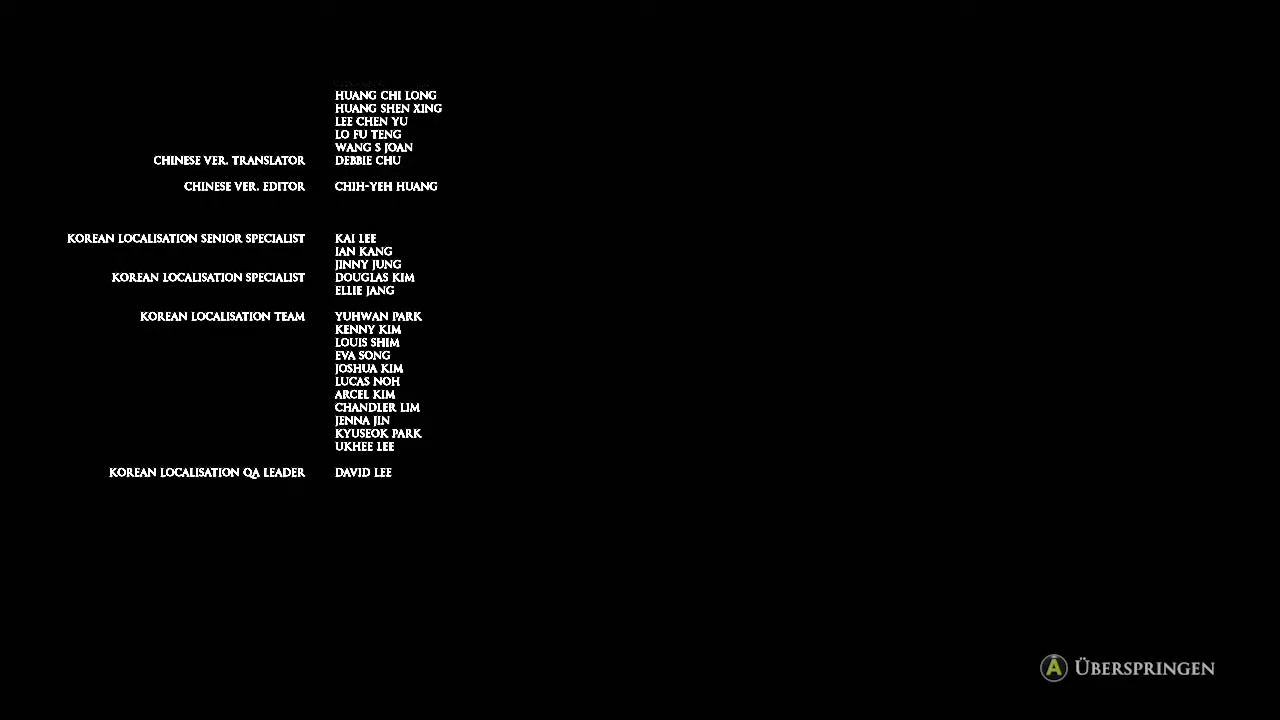 HUANG CHI LONG
HUANG SHEN XING
LEE CHEN YU
LO FU TENG
WANG S JOAN
CHINESE VER. TRANSLATOR DEBBIE CHU
CHINESE VER. EDITOR CHIH-YEH HUANG
KOREAN LOCALISATION SENIOR SPECIALIST KAI LEE
IAN KANG
JINNY JUNG
KOREAN LOCALISATION SPECIALIST DOUGLAS KIM
ELLIE JANG
KOREAN LOCALISATION TEAM YUHWAN PARK
KENNY KIM
LOUIS SHIM
EVA SONG
JOSHUA KIM
LUCAS NOH
ARCEL KIM
CHANDLER LIM
JENNA JIN
KYUSEOK PARK
UKHEE LEE
KOREAN LOCALISATION QA LEADER DAVID LEE
A ÜBERSPRINGEN